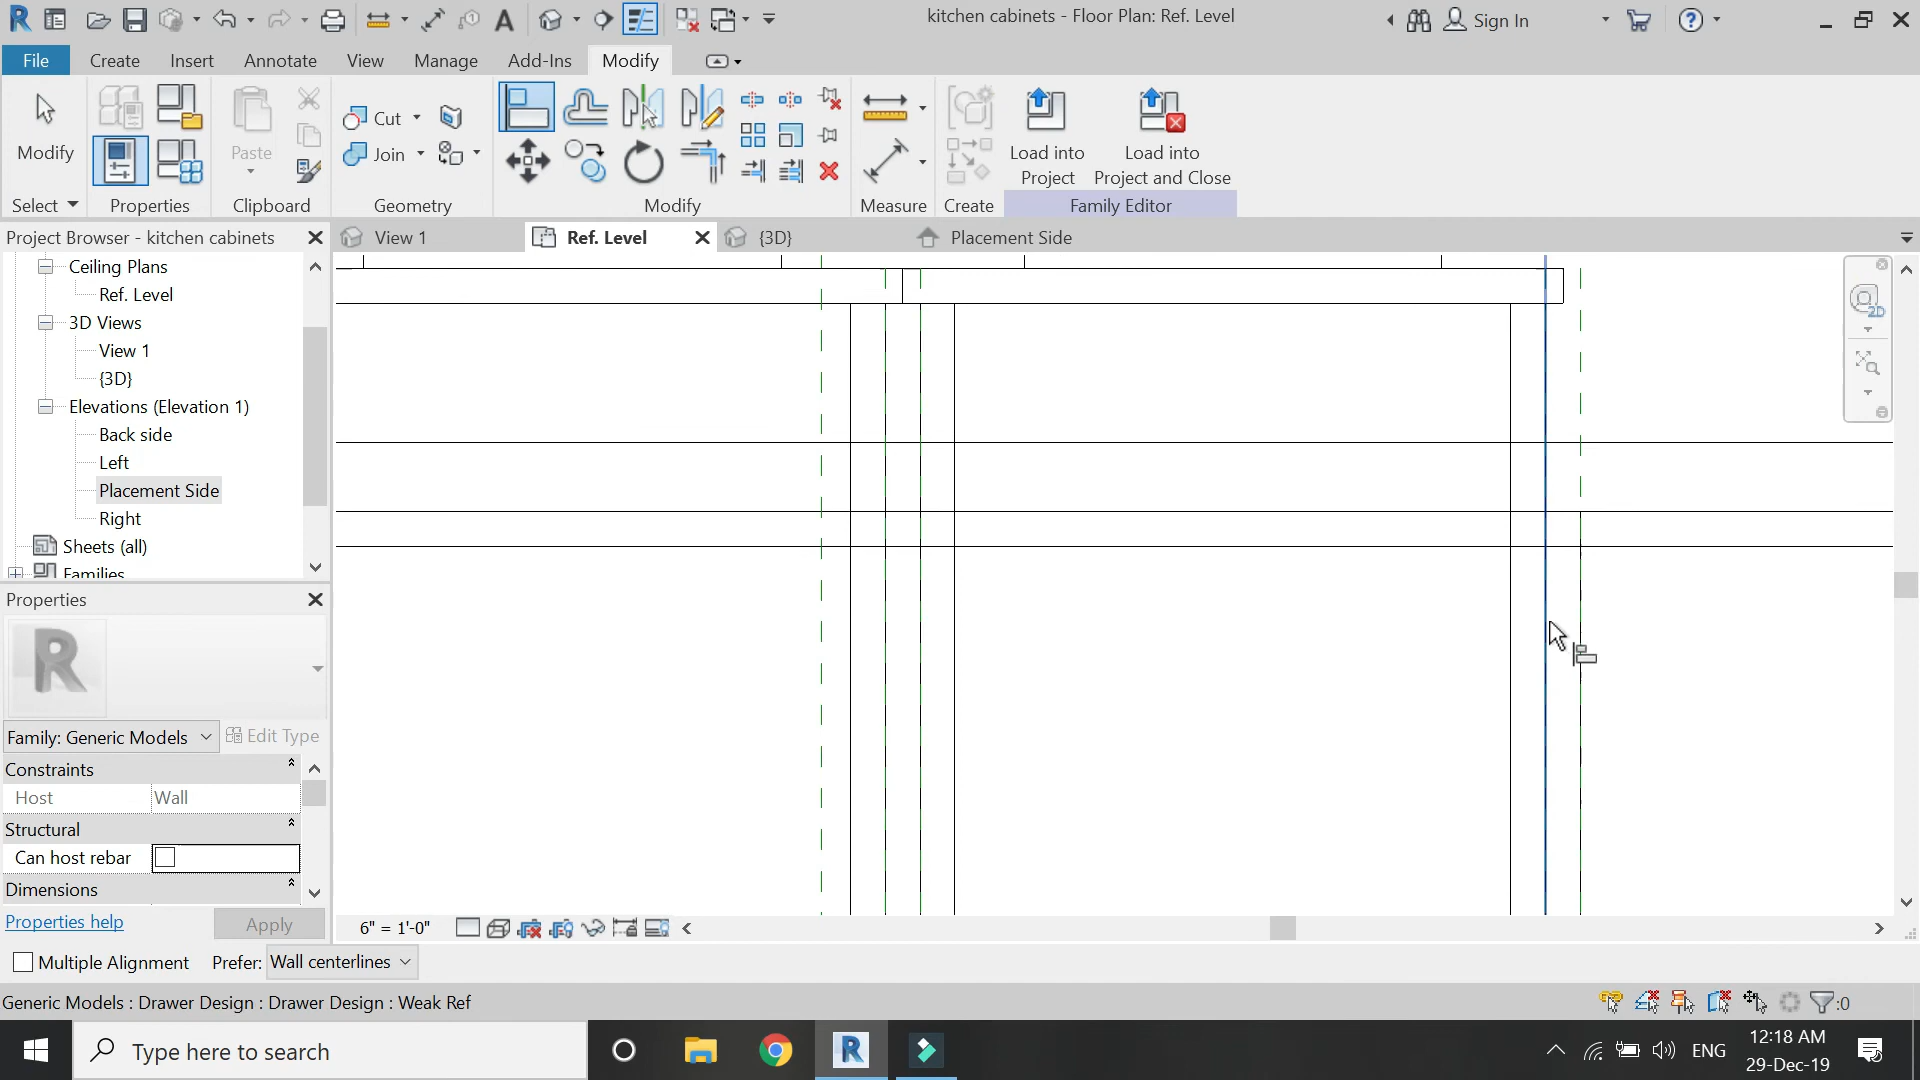 kitchen cabinets - Floor Plan: Ref. Level
Sign In
File Create Insert Annotate View Manage Add-Ins Modify
Modify
Paste
Cut
Join
Load into Project
Load into Project and Close
Select Properties Clipboard Geometry Modify Measure Create Family Editor
Project Browser - kitchen cabinets
View 1
Ref. Level
{3D}
Placement Side
Ceiling Plans
Ref. Level
3D Views
View 1
{3D}
Elevations (Elevation 1)
Back side
Left
Placement Side
Right
Sheets (all)
Families
2D
Properties
R
Family: Generic Models
Edit Type
Constraints
Host Wall
Structural
Can host rebar
Dimensions
Properties help
Apply
6" = 1'-0"
Multiple Alignment Prefer: Wall centerlines
Generic Models : Drawer Design : Drawer Design : Weak Ref
:0
Type here to search
ENG
12:18 AM
29-Dec-19